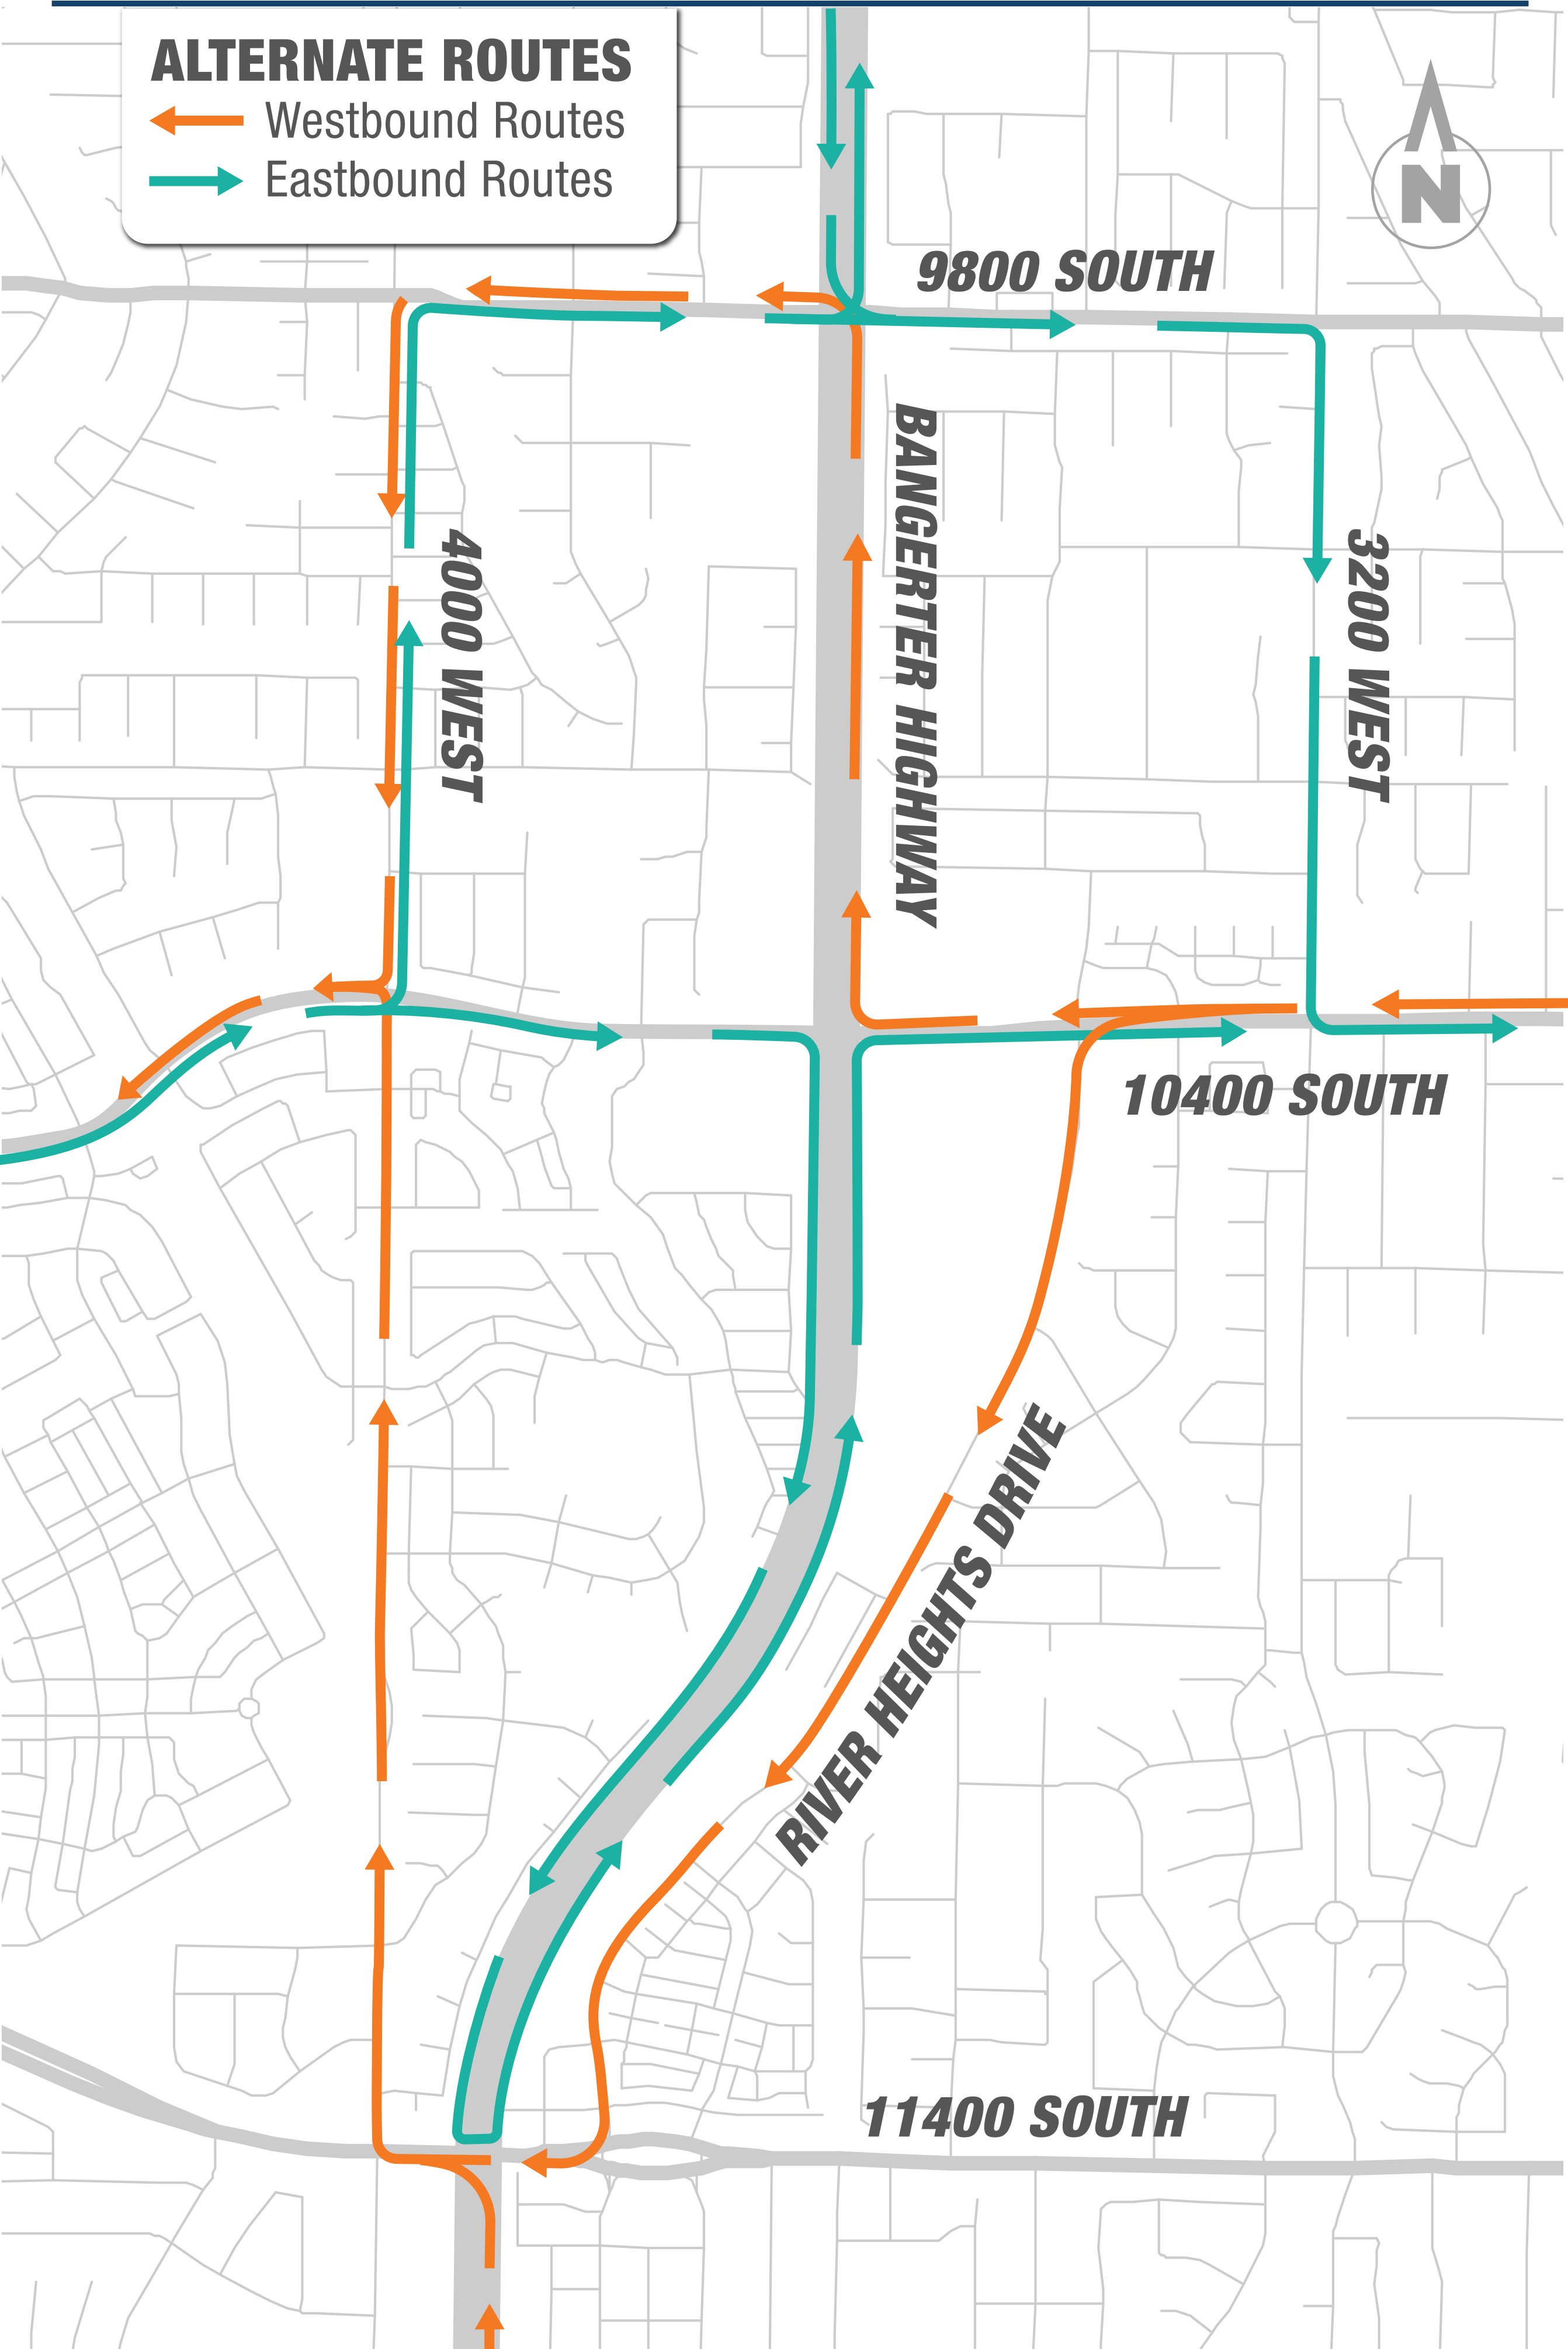 ALTERNATE ROUTES
Westbound Routes
Eastbound Routes
N
9800 SOUTH
BANGERTER HIGHWAY
4000 WEST
3200 WEST
10400 SOUTH
RIVER HEIGHTS DRIVE
11400 SOUTH